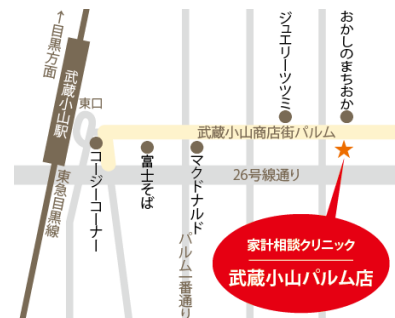 ←目黒方面
武蔵小山駅
東口
東急目黒線
コージーコーナー
富士そば
マクドナルド
パルム一番通り
ジュエリーツツミ
おかしのまちおか
武蔵小山商店街パルム
26号線通り
家計相談クリニック
武蔵小山パルム店